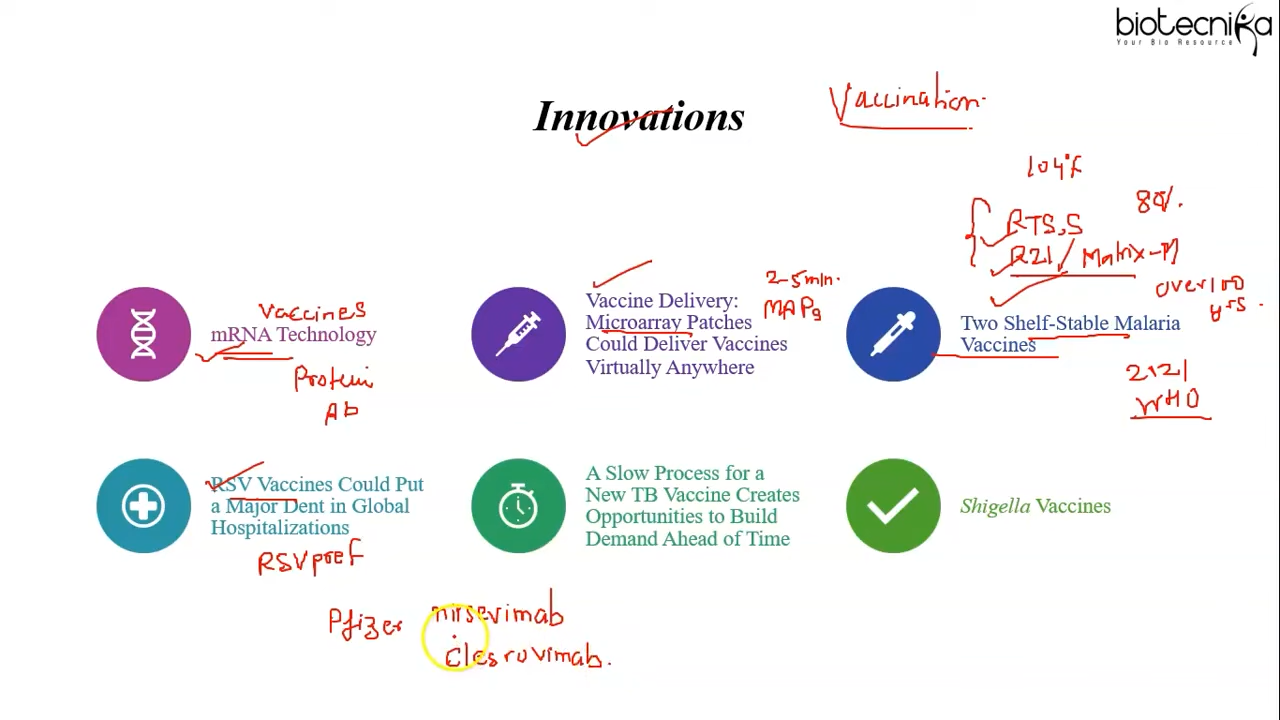 biotecnika
Your Bio Resource
Innovations
Vaccination.
104°F
80%.
RTS,S
R21 Matrix-M
over 100
yrs.
vaccines
mRNA Technology
Protein
Ab
Vaccine Delivery:
Microarray Patches
Could Deliver Vaccines
Virtually Anywhere
2-5min.
MAPs
Two Shelf-Stable Malaria
Vaccines
2121
WHO
RSV Vaccines Could Put
a Major Dent in Global
Hospitalizations
RSVpref
A Slow Process for a
New TB Vaccine Creates
Opportunities to Build
Demand Ahead of Time
Shigella Vaccines
Pfizer nirsevimab
Clesrovimab.